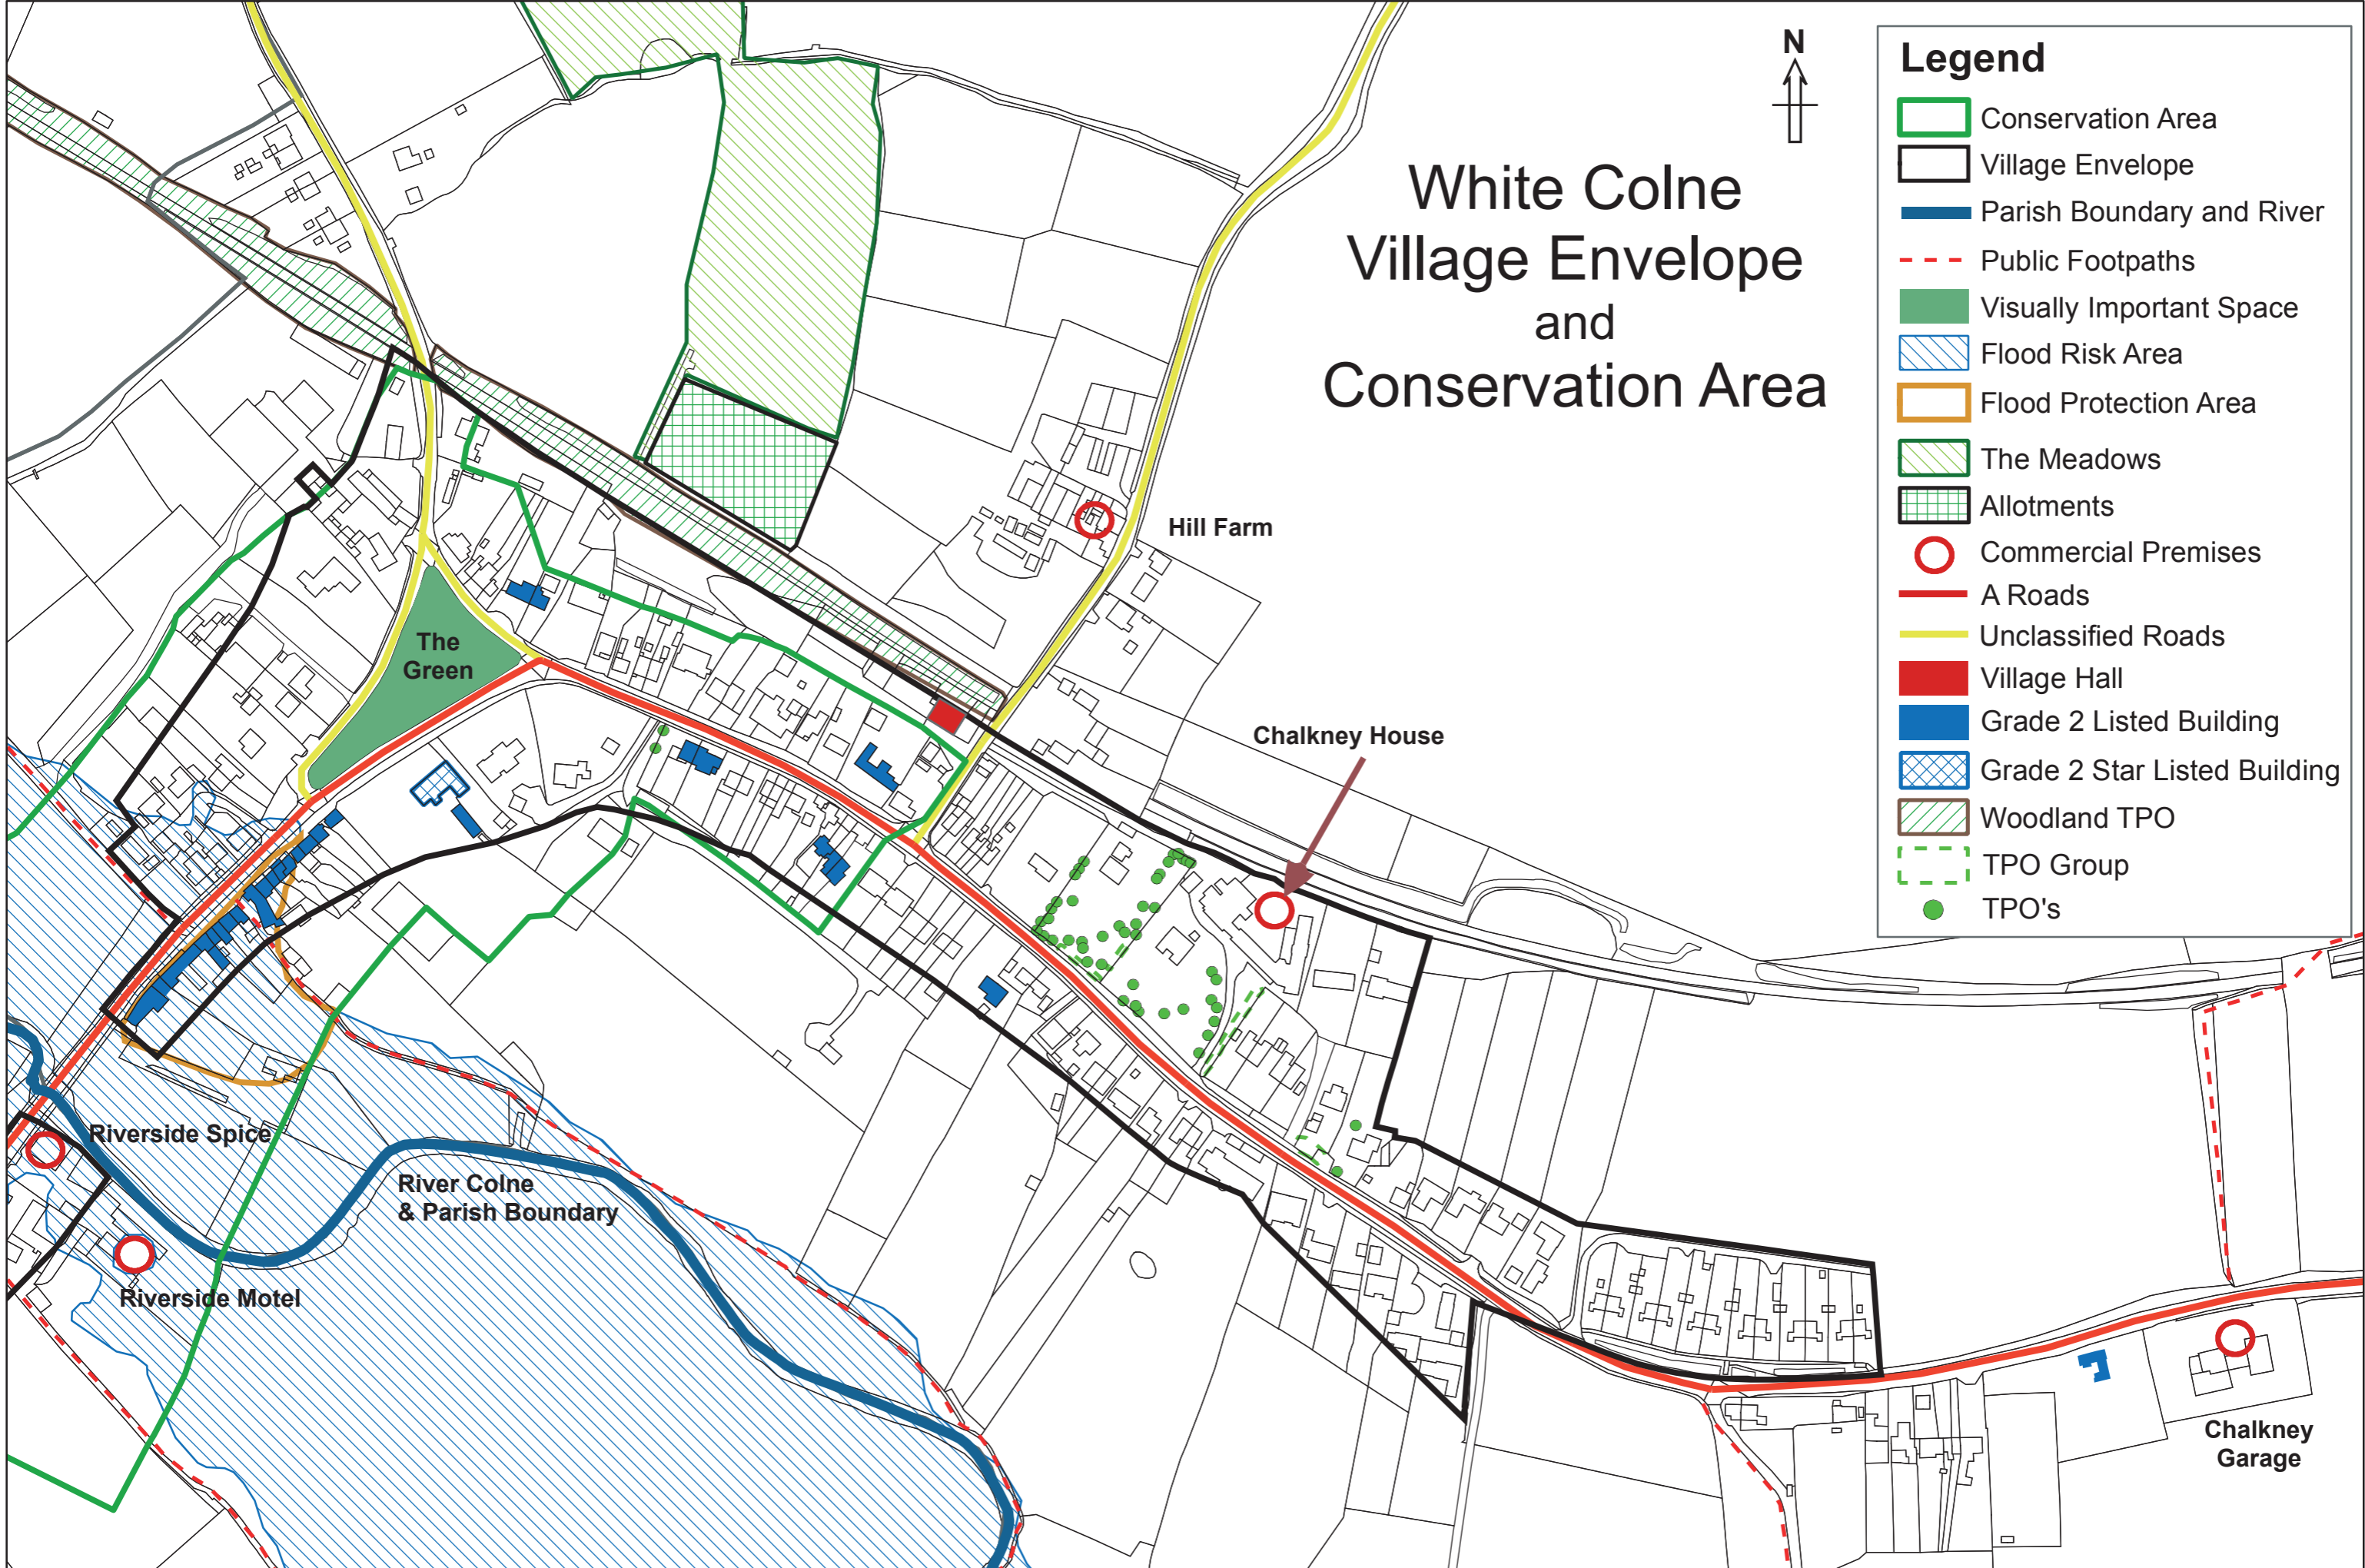 White Colne
Village Envelope
and
Conservation Area
N
Legend
Conservation Area
Village Envelope
Parish Boundary and River
Public Footpaths
Visually Important Space
Flood Risk Area
Flood Protection Area
The Meadows
Allotments
Commercial Premises
A Roads
Unclassified Roads
Village Hall
Grade 2 Listed Building
Grade 2 Star Listed Building
Woodland TPO
TPO Group
TPO's
Hill Farm
The
Green
Chalkney House
Riverside Spice
River Colne
& Parish Boundary
Riverside Motel
Chalkney
Garage